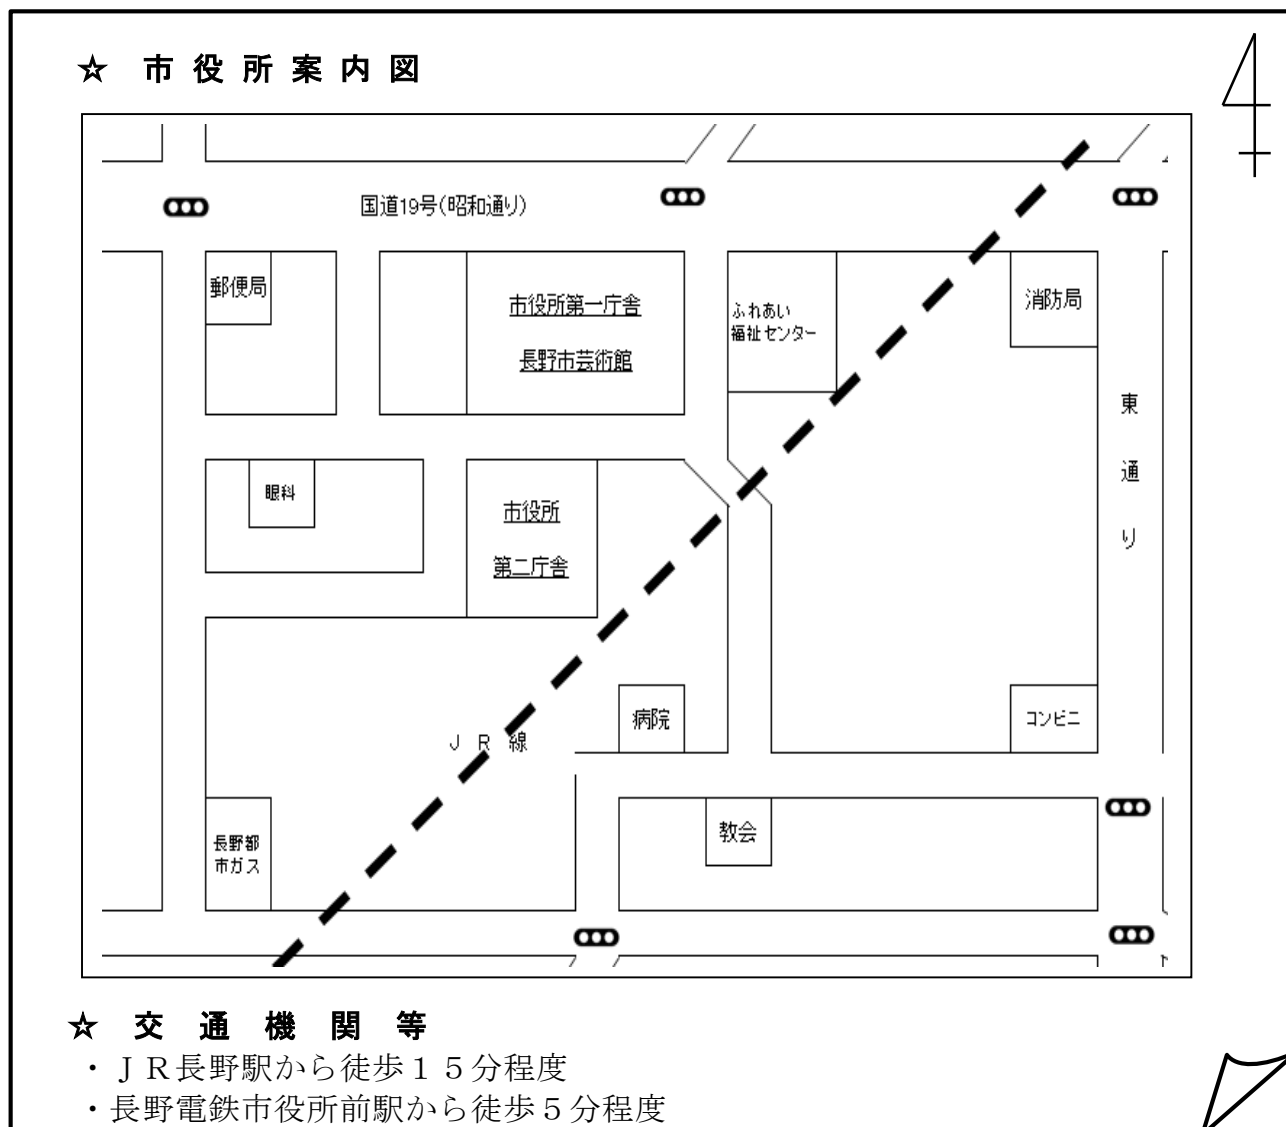 ☆ 市役所案内図
国道19号(昭和通り)
郵便局
市役所第一庁舎
長野市芸術館
ふれあい
福祉センター
消防局
東通り
眼科
市役所
第二庁舎
病院
コンビニ
ＪＲ線
教会
長野都
市ガス
☆ 交通機関等
・ＪＲ長野駅から徒歩１５分程度
・長野電鉄市役所前駅から徒歩５分程度